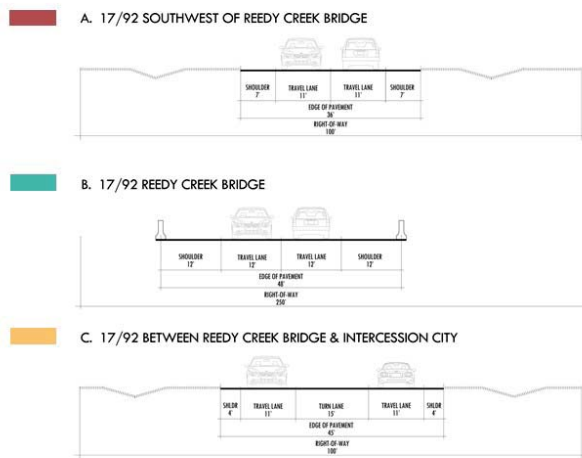 A. 17/92 SOUTHWEST OF REEDY CREEK BRIDGE
SHOULDER TRAVEL LANE TRAVEL LANE SHOULDER
7' 11' 11' 7'
EDGE OF PAVEMENT
36'
RIGHT-OF-WAY
100'
B. 17/92 REEDY CREEK BRIDGE
SHOULDER TRAVEL LANE TRAVEL LANE SHOULDER
12' 12' 12' 12'
EDGE OF PAVEMENT
48'
RIGHT-OF-WAY
250'
C. 17/92 BETWEEN REEDY CREEK BRIDGE & INTERCESSION CITY
SHLDR TRAVEL LANE TURN LANE TRAVEL LANE SHLDR
4' 11' 15' 11' 4'
EDGE OF PAVEMENT
45'
RIGHT-OF-WAY
100'